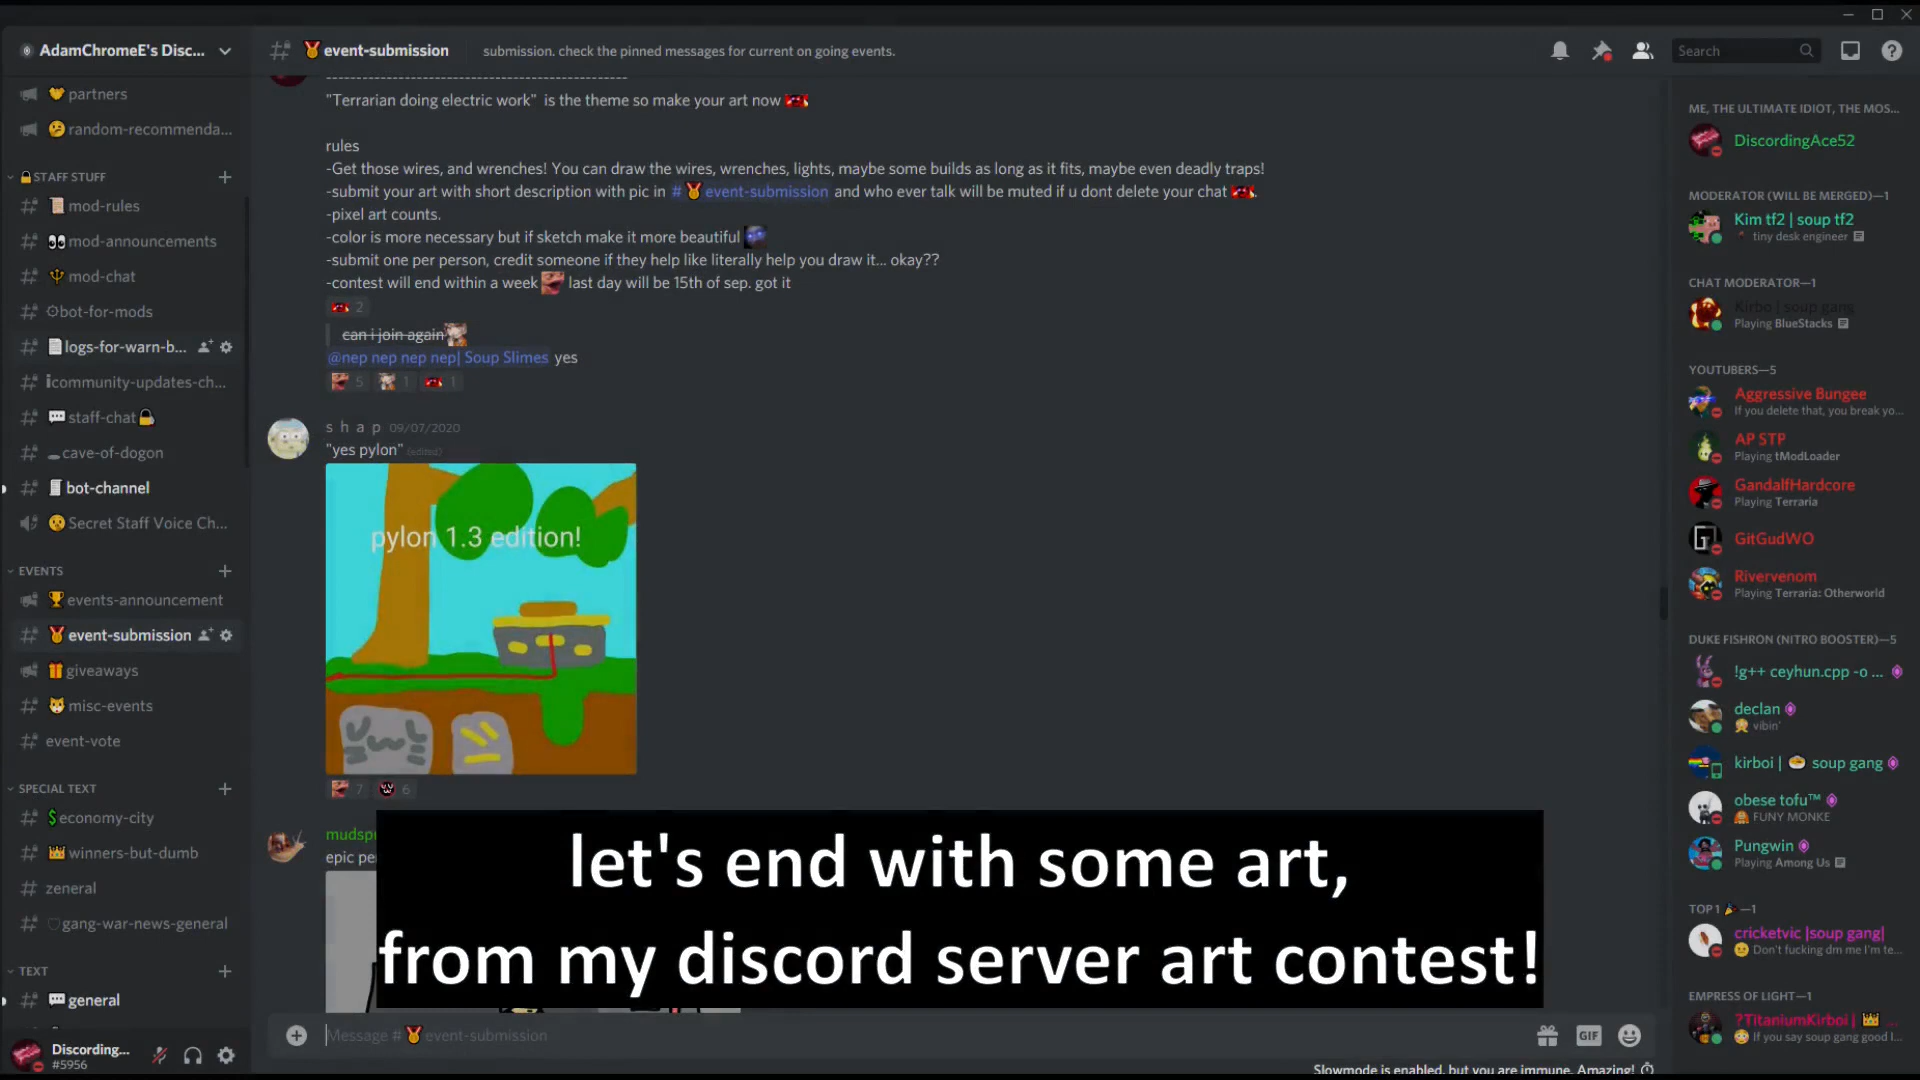 AdamChromeE's Disc...
event-submission
submission. check the pinned messages for current on going events.
Search
partners
random-recommenda...
STAFF STUFF
mod-rules
mod-announcements
mod-chat
bot-for-mods
logs-for-warn-b...
community-updates-ch...
staff-chat
cave-of-dogon
bot-channel
Secret Staff Voice Ch...
EVENTS
events-announcement
event-submission
giveaways
misc-events
event-vote
SPECIAL TEXT
economy-city
winners-but-dumb
zeneral
gang-war-news-general
TEXT
general
Discording...
#5956
"Terrarian doing electric work" is the theme so make your art now
rules
-Get those wires, and wrenches! You can draw the wires, wrenches, lights, maybe some builds as long as it fits, maybe even deadly traps!
-submit your art with short description with pic in # event-submission and who ever talk will be muted if u dont delete your chat .
-pixel art counts.
-color is more necessary but if sketch make it more beautiful
-submit one per person, credit someone if they help like literally help you draw it... okay??
-contest will end within a week last day will be 15th of sep. got it
2
can i join again
@nep nep nep nep| Soup Slimes yes
5 1 1
s h a p 09/07/2020
"yes pylon" (edited)
pylon 1.3 edition!
7 6
epic
let's end with some art,
from my discord server art contest!
Message # event-submission
GIF
Slowmode is enabled, but you are immune. Amazing!
ME, THE ULTIMATE IDIOT, THE MOS...
DiscordingAce52
MODERATOR (WILL BE MERGED)—1
Kim tf2 | soup tf2
tiny desk engineer
CHAT MODERATOR—1
Kirbo | soup gang
Playing BlueStacks
YOUTUBERS—5
Aggressive Bungee
If you delete that, you break yo...
AP STP
Playing tModLoader
GandalfHardcore
Playing Terraria
GitGudWO
Rivervenom
Playing Terraria: Otherworld
DUKE FISHRON (NITRO BOOSTER)—5
!g++ ceyhun.cpp -o ...
declan
vibin'
kirboi | soup gang
obese tofu™
FUNY MONKE
Pungwin
Playing Among Us
TOP 1 —1
cricketvic |soup gang|
Don't fucking dm me I'm te...
EMPRESS OF LIGHT—1
?TitaniumKirboi | ...
If you say soup gang good l...